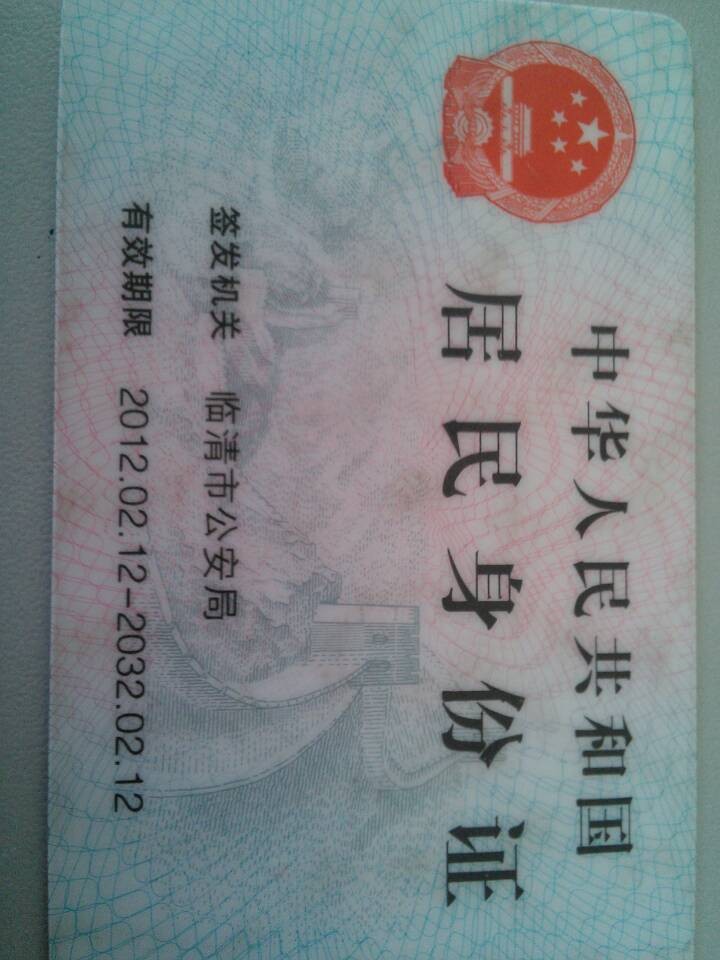 中华人民共和国
居民身份证
签发机关 临清市公安局
有效期限 2012.02.12-2032.02.12